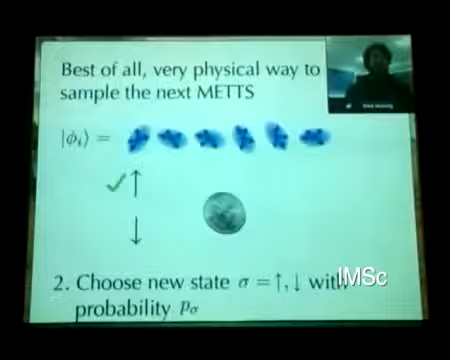 Best of all, very physical way to
sample the next METTS
|ϕᵢ⟩ =
✓↑
↓
2. Choose new state σ = ↑, ↓ with
probability pσ
IMSc